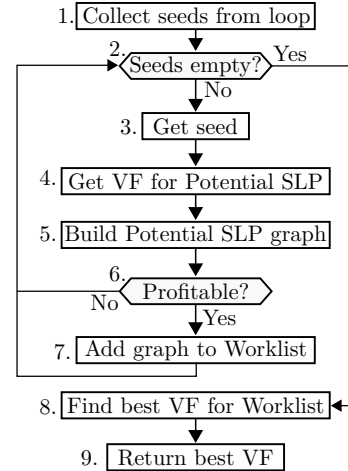 1. Collect seeds from loop
2. Seeds empty? Yes
No
3. Get seed
4. Get VF for Potential SLP
5. Build Potential SLP graph
6. Profitable?
No
Yes
7. Add graph to Worklist
8. Find best VF for Worklist
9. Return best VF